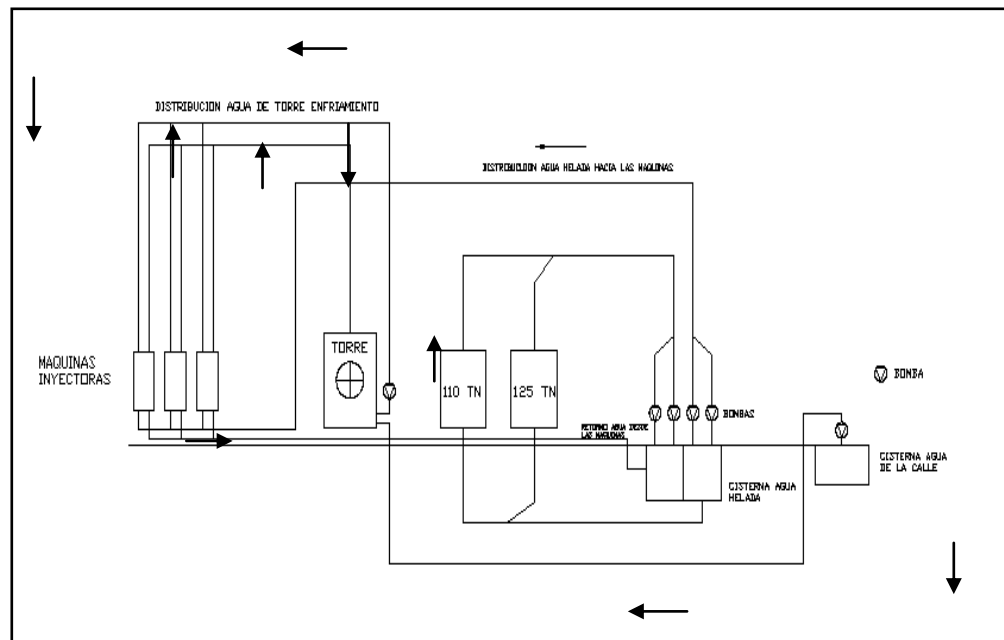 DISTRIBUCION AGUA DE TORRE ENFRIAMIENTO
DISTRIBUCION AGUA HELADA HACIA LAS MAQUINAS
TORRE
MAQUINAS
INYECTORAS
110 TN
125 TN
BOMBA
BOMBAS
RETORNO AGUA DESDE
LAS MAQUINAS
CISTERNA AGUA
DE LA CALLE
CISTERNA AGUA
HELADA